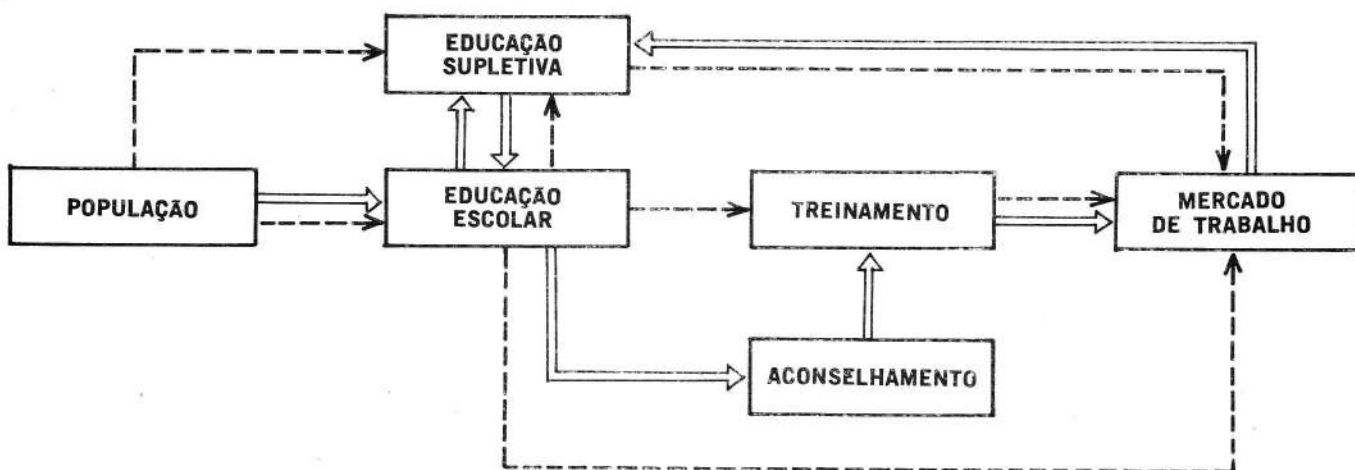 EDUCAÇÃO
SUPLETIVA
POPULAÇÃO
EDUCAÇÃO
ESCOLAR
TREINAMENTO
MERCADO
DE TRABALHO
ACONSELHAMENTO